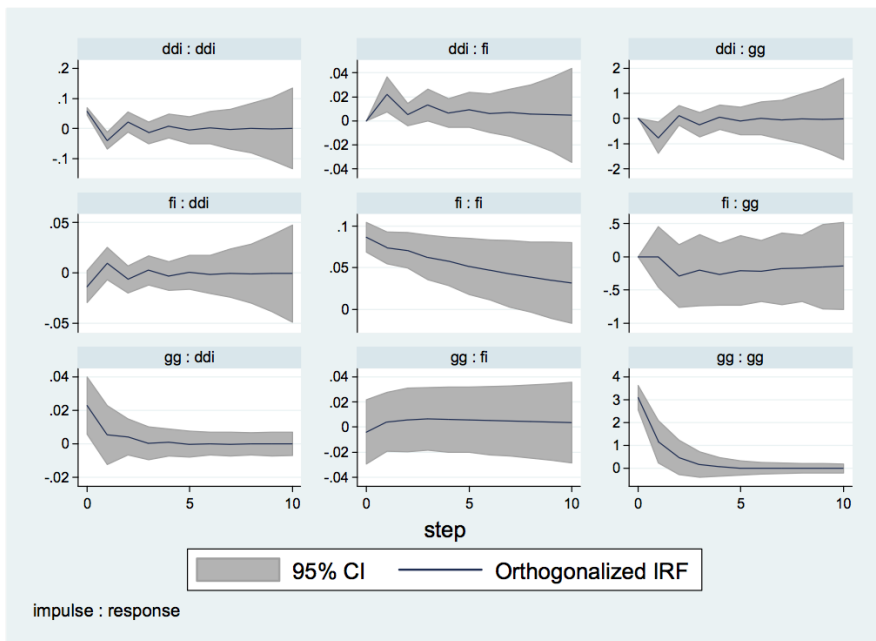 ddi : ddi ddi : fi ddi : gg
.2 .04 2
.1 .02 1
0 0 0
-.02 -1
-.1 -.04 -2
fi : ddi fi : fi fi : gg
.05 .1 .5
0 .05 0
-.5
-.05 0 -1
gg : ddi gg : fi gg : gg
.04 .04 4
.02 .02 3
2
0 0 1
-.02 0
-.02 -.04
0 5 10 0 5 10 0 5 10
step
95% CI Orthogonalized IRF
impulse : response